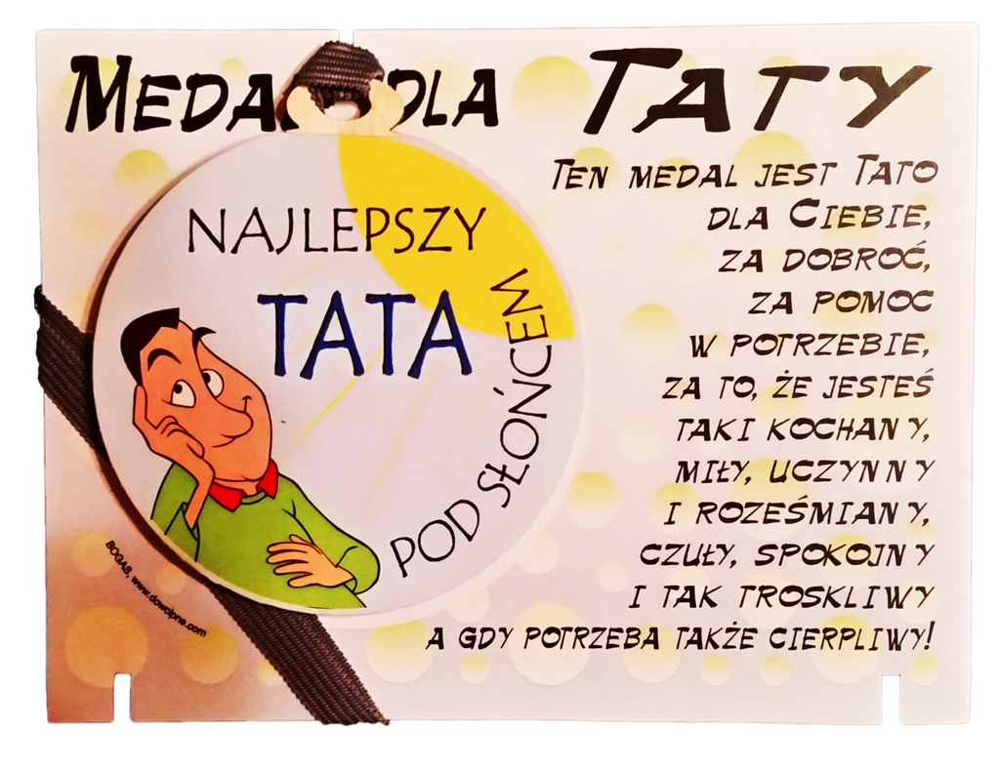 MEDAL DLA TATY
NAJLEPSZY
TATA
POD SŁOŃCEM
TEN MEDAL JEST TATO
DLA CIEBIE,
ZA DOBROĆ,
ZA POMOC
W POTRZEBIE,
ZA TO, ŻE JESTEŚ
TAKI KOCHANY,
MIŁY, UCZYNNY
I ROZEŚMIANY,
CZUŁY, SPOKOJNY
I TAK TROSKLIWY
A GDY POTRZEBA TAKŻE CIERPLIWY!
BOGAS, www.dowcipne.com